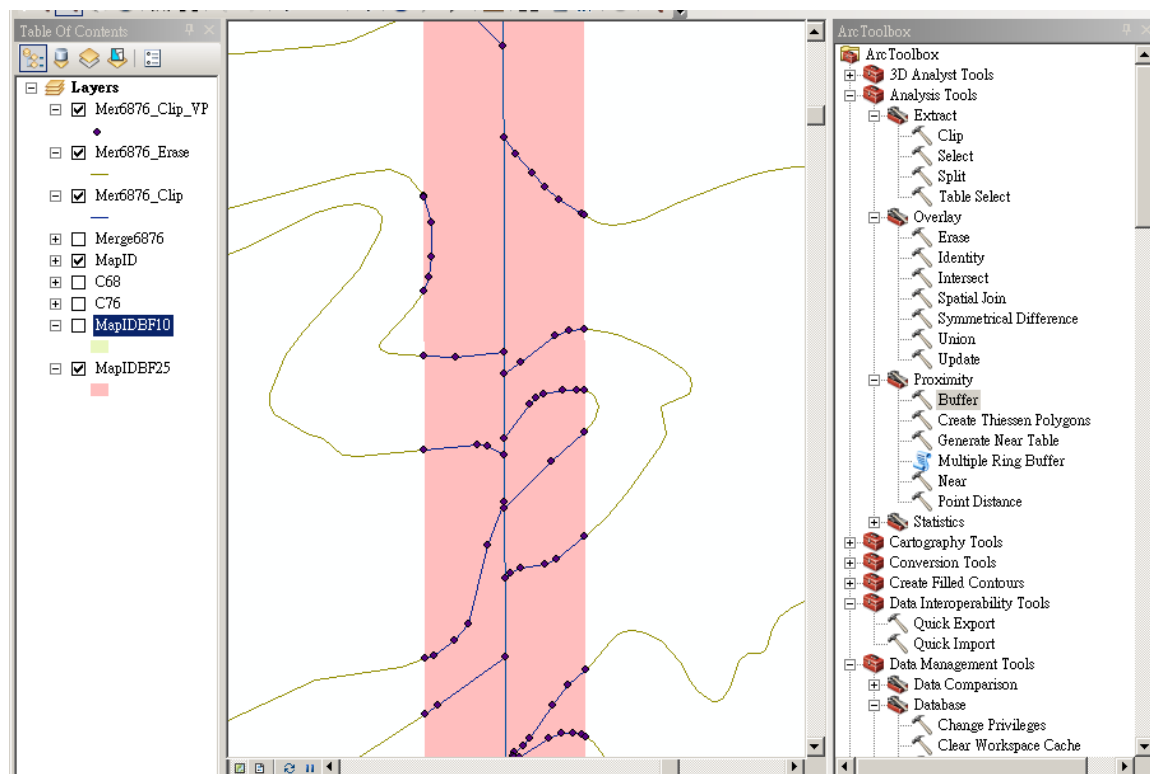 Table Of Contents
Layers
Mer6876_Clip_VP
Mer6876_Erase
Mer6876_Clip
Merge6876
MapID
C68
C76
MapIDBF10
MapIDBF25
ArcToolbox
ArcToolbox
3D Analyst Tools
Analysis Tools
Extract
Clip
Select
Split
Table Select
Overlay
Erase
Identity
Intersect
Spatial Join
Symmetrical Difference
Union
Update
Proximity
Buffer
Create Thiessen Polygons
Generate Near Table
Multiple Ring Buffer
Near
Point Distance
Statistics
Cartography Tools
Conversion Tools
Create Filled Contours
Data Interoperability Tools
Quick Export
Quick Import
Data Management Tools
Data Comparison
Database
Change Privileges
Clear Workspace Cache